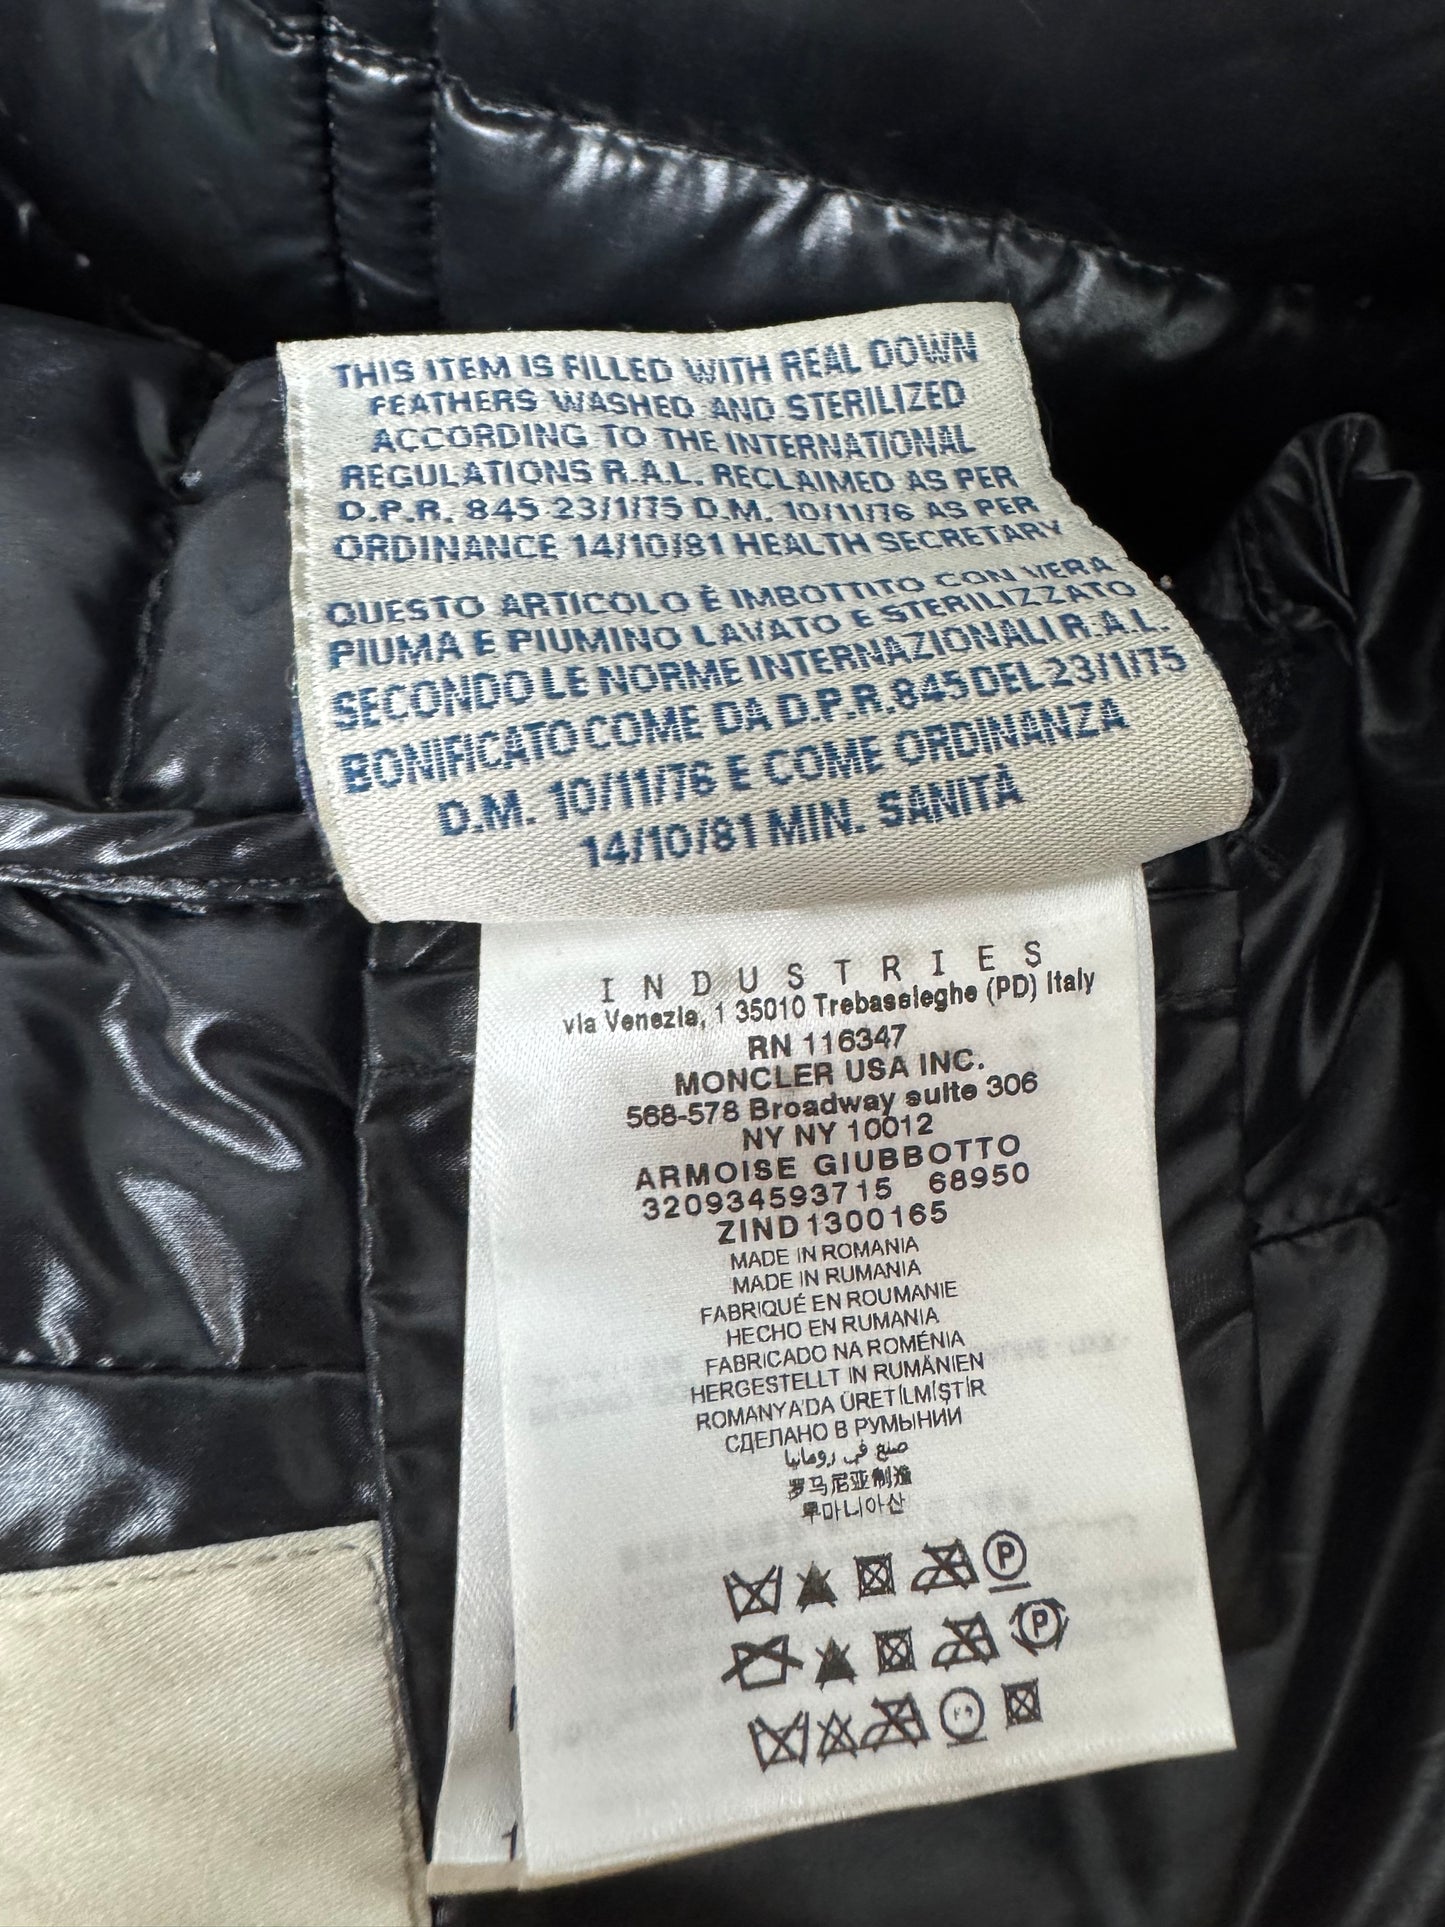 THIS ITEM IS FILLED WITH REAL DOWN
FEATHERS WASHED AND STERILIZED
ACCORDING TO THE INTERNATIONAL
REGULATIONS R.A.L. RECLAIMED AS PER
D.P.R. 845 23/1/75 D.M. 10/11/76 AS PER
ORDINANCE 14/10/81 HEALTH SECRETARY
QUESTO ARTICOLO È IMBOTTITO CON VERA
PIUMA E PIUMINO LAVATO E STERILIZZATO
SECONDO LE NORME INTERNAZIONALI R.A.L.
BONIFICATO COME DA D.P.R. 845 DEL 23/1/75
D.M. 10/11/76 E COME ORDINANZA
14/10/81 MIN. SANITÀ
INDUSTRIES
via Venezia, 1 35010 Trebaseleghe (PD) Italy
RN 116347
MONCLER USA INC.
568-578 Broadway suite 306
NY NY 10012
ARMOISE GIUBBOTTO
320934593715 68950
ZIND1300165
MADE IN ROMANIA
MADE IN RUMANIA
FABRIQUÉ EN ROUMANIE
HECHO EN RUMANIA
FABRICADO NA ROMÉNIA
HERGESTELLT IN RUMÄNIEN
ROMANYA'DA ÜRETİLMİŞTİR
СДЕЛАНО В РУМЫНИИ
صنع في رومانيا
罗马尼亚制造
루마니아산
P
P